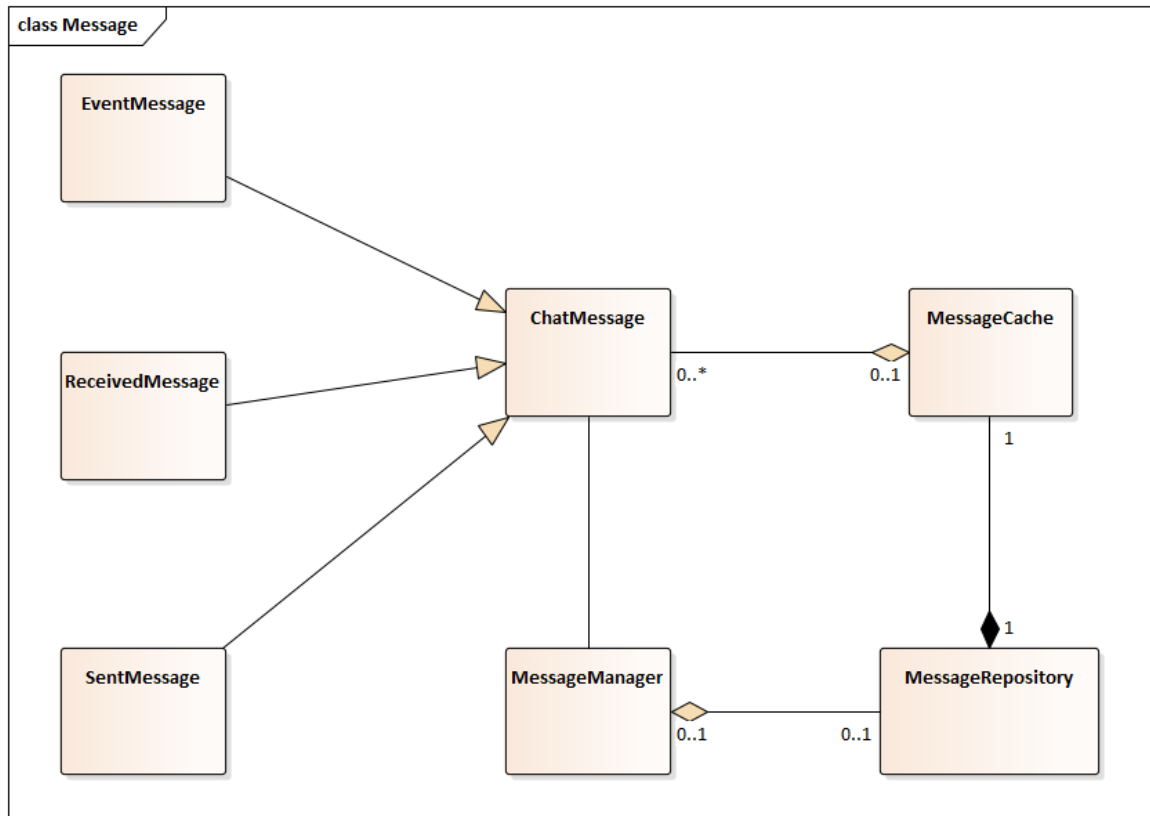 class Message
EventMessage
ChatMessage
MessageCache
ReceivedMessage
0..*
0..1
1
1
SentMessage
MessageManager
MessageRepository
0..1
0..1